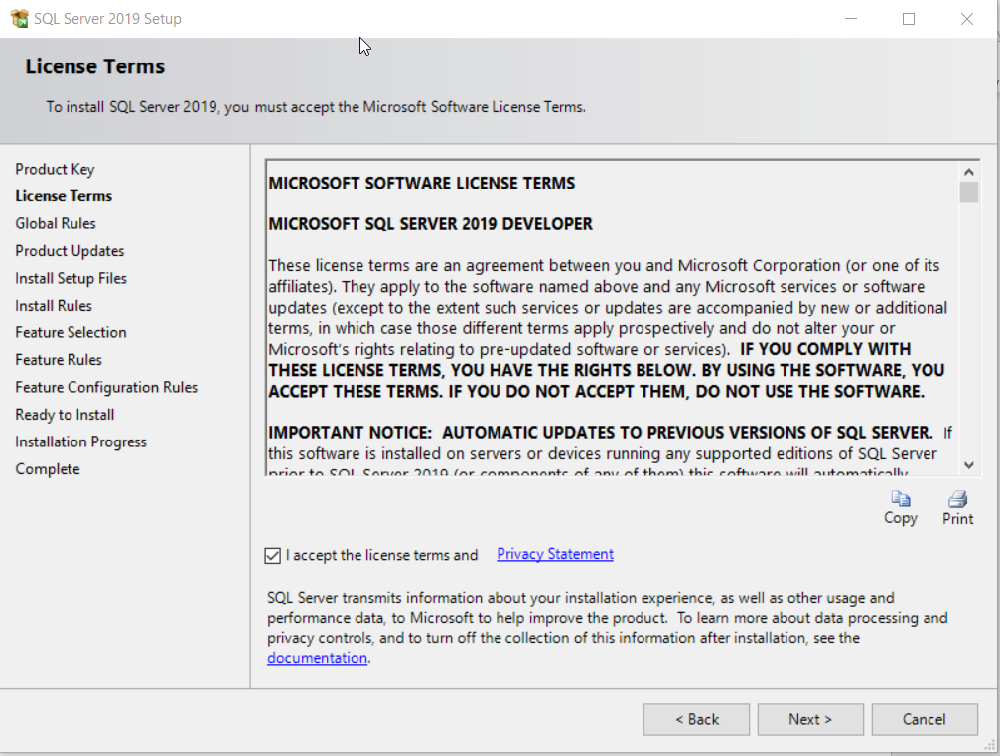 SQL Server 2019 Setup
License Terms
To install SQL Server 2019, you must accept the Microsoft Software License Terms.
Product Key
License Terms
Global Rules
Product Updates
Install Setup Files
Install Rules
Feature Selection
Feature Rules
Feature Configuration Rules
Ready to Install
Installation Progress
Complete
MICROSOFT SOFTWARE LICENSE TERMS
MICROSOFT SQL SERVER 2019 DEVELOPER
These license terms are an agreement between you and Microsoft Corporation (or one of its
affiliates). They apply to the software named above and any Microsoft services or software
updates (except to the extent such services or updates are accompanied by new or additional
terms, in which case those different terms apply prospectively and do not alter your or
Microsoft's rights relating to pre-updated software or services).  IF YOU COMPLY WITH
THESE LICENSE TERMS, YOU HAVE THE RIGHTS BELOW. BY USING THE SOFTWARE, YOU
ACCEPT THESE TERMS. IF YOU DO NOT ACCEPT THEM, DO NOT USE THE SOFTWARE.
IMPORTANT NOTICE:  AUTOMATIC UPDATES TO PREVIOUS VERSIONS OF SQL SERVER.  If
this software is installed on servers or devices running any supported editions of SQL Server
prior to SQL Server 2019 (or components of any of them) this software will automatically
Copy
Print
I accept the license terms and Privacy Statement
SQL Server transmits information about your installation experience, as well as other usage and
performance data, to Microsoft to help improve the product.  To learn more about data processing and
privacy controls, and to turn off the collection of this information after installation, see the
documentation.
< Back
Next >
Cancel